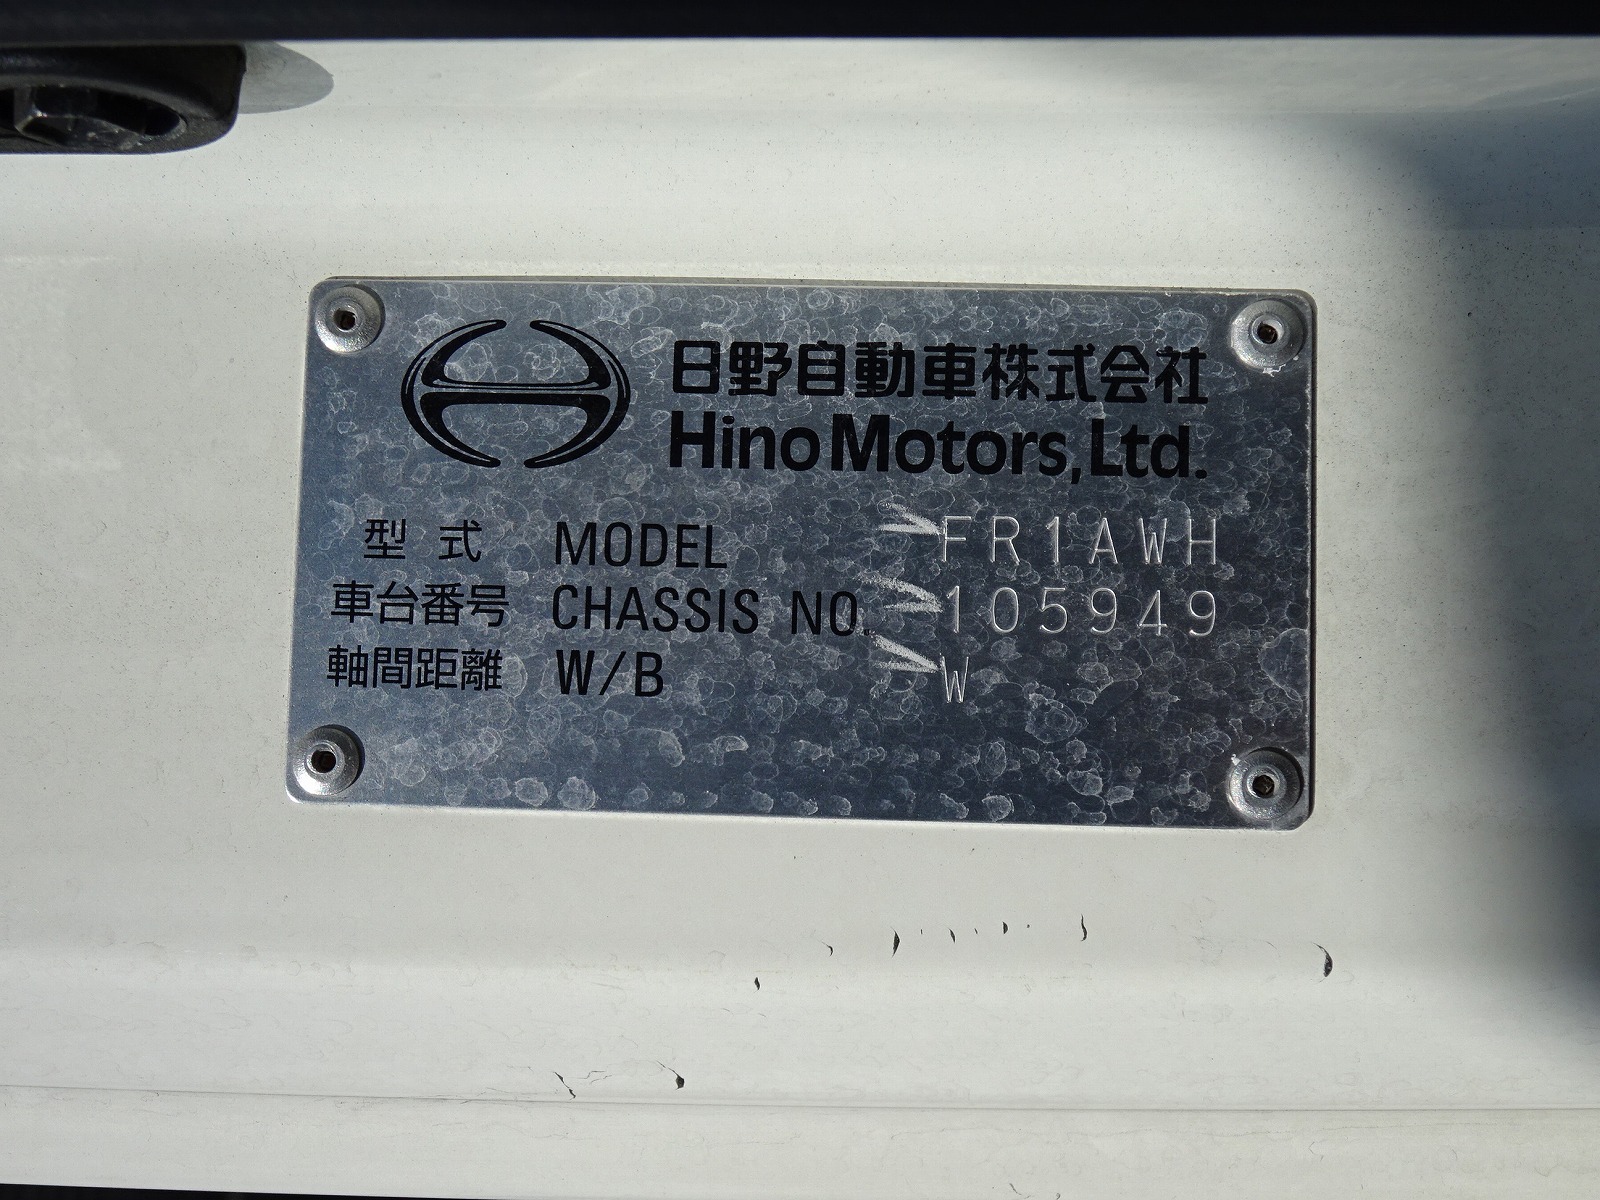 日野自動車株式会社
Hino Motors, Ltd.
型式 MODEL FR1AWH
車台番号 CHASSIS NO. 105949
軸間距離 W/B W